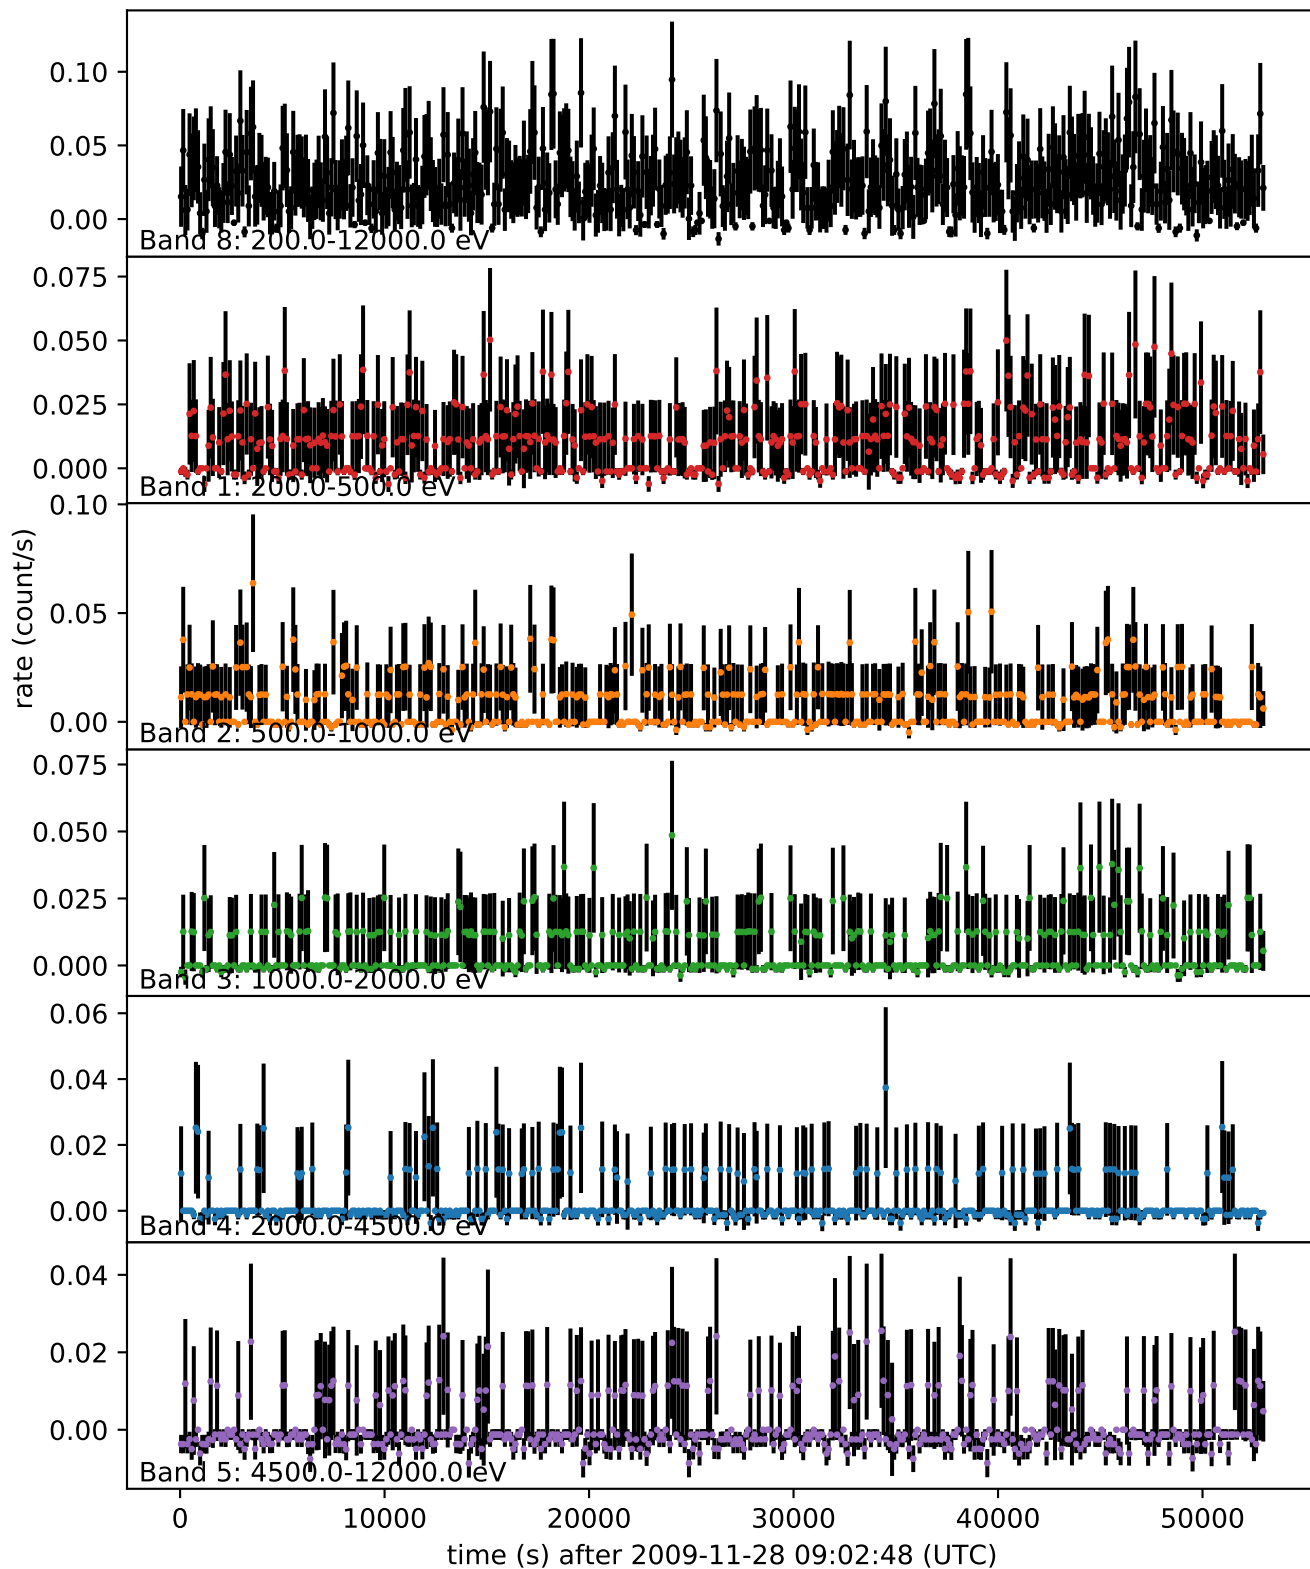 0.10
0.05
0.00
Band 8: 200.0-12000.0 eV
0.075
0.050
0.025
0.000
Band 1: 200.0-500.0 eV
0.10
0.05
0.00
Band 2: 500.0-1000.0 eV
rate (count/s)
0.075
0.050
0.025
0.000
Band 3: 1000.0-2000.0 eV
0.06
0.04
0.02
0.00
Band 4: 2000.0-4500.0 eV
0.04
0.02
0.00
Band 5: 4500.0-12000.0 eV
0 10000 20000 30000 40000 50000
time (s) after 2009-11-28 09:02:48 (UTC)